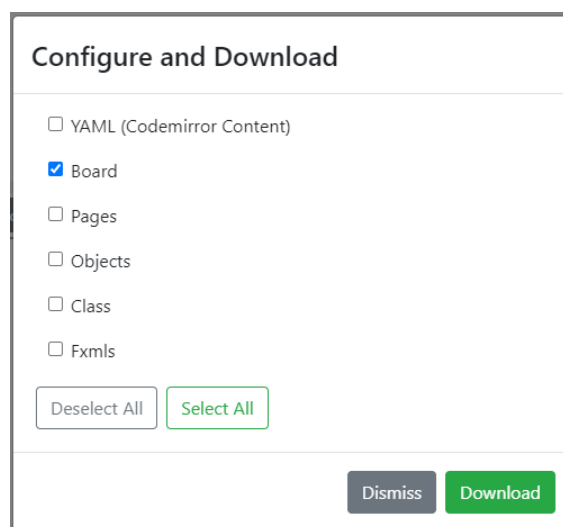 Configure and Download
YAML (Codemirror Content)
Board
Pages
Objects
Class
Fxmls
Deselect All Select All
Dismiss Download